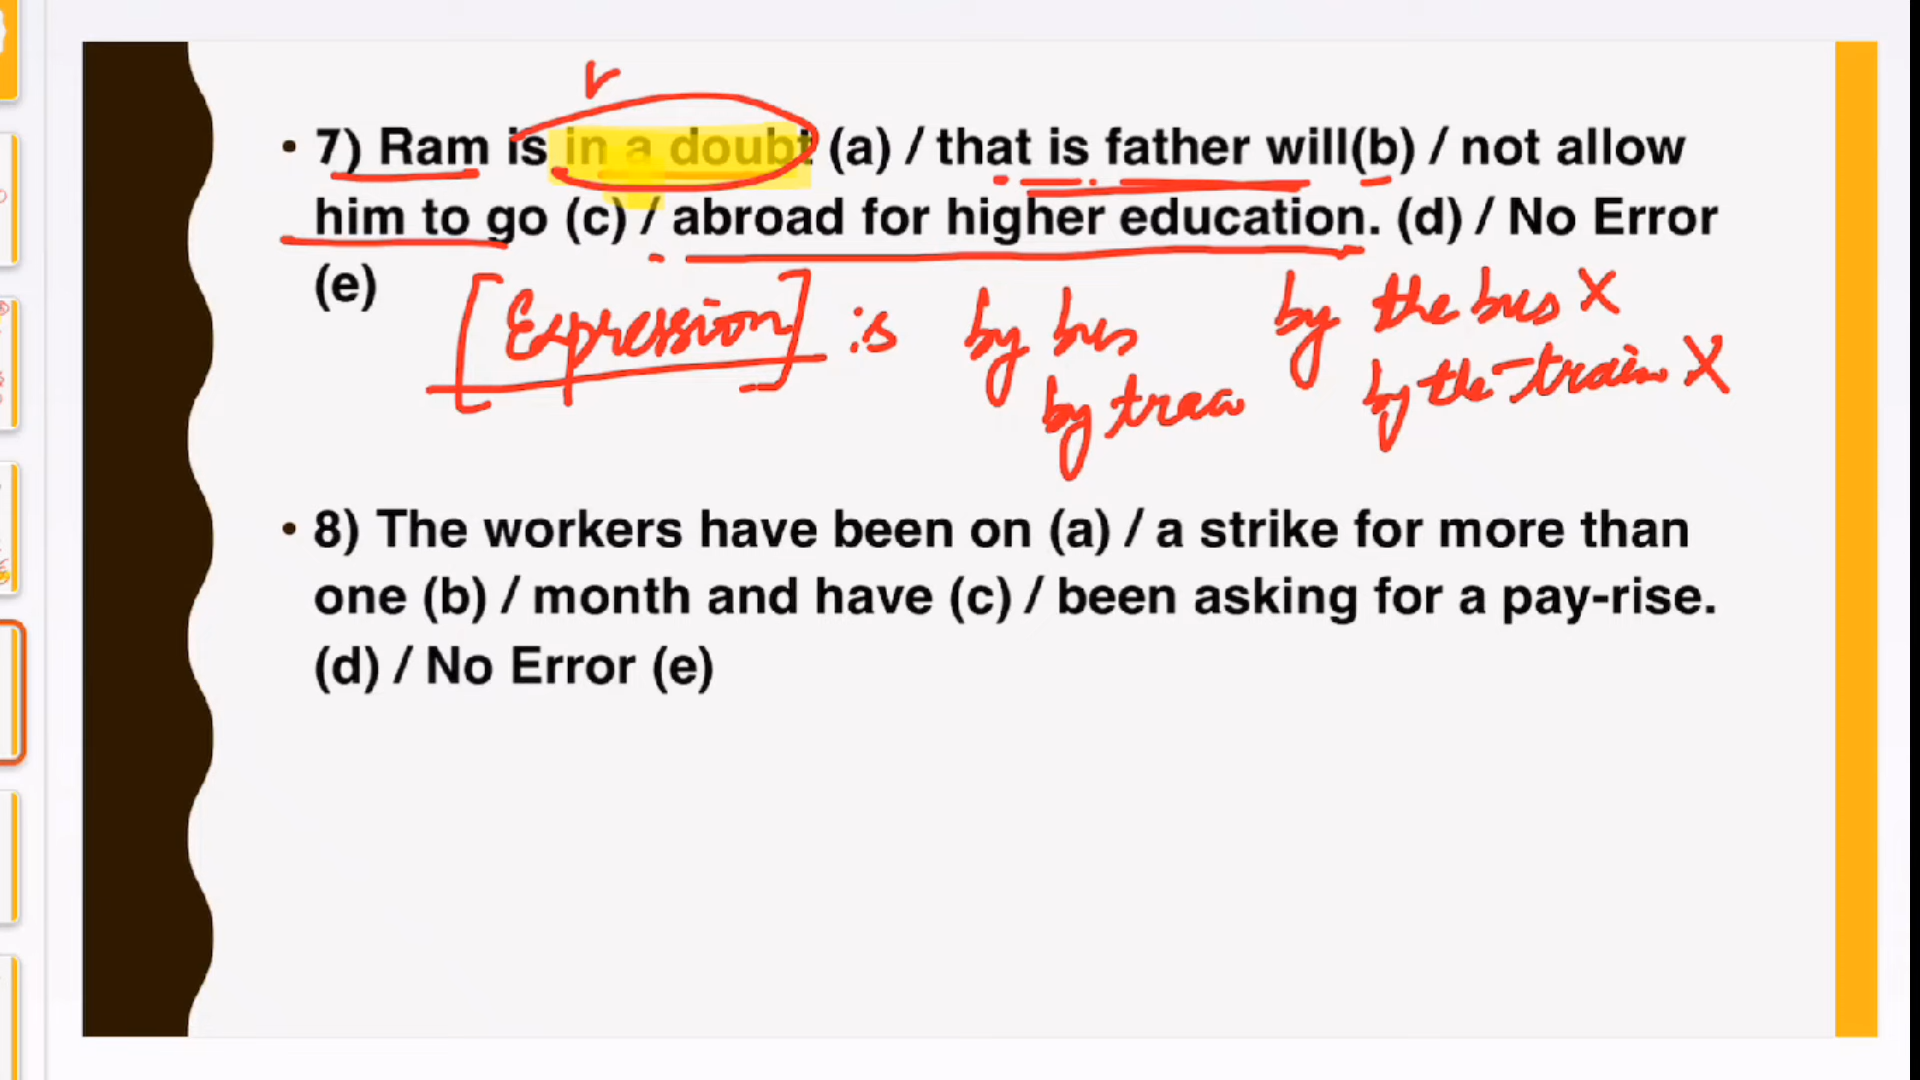 • 7) Ram is in a doubt (a) / that is father will(b) / not allow
him to go (c) / abroad for higher education. (d) / No Error
(e)
[Expression] is by bus by the bus X
by trea by the train X
• 8) The workers have been on (a) / a strike for more than
one (b) / month and have (c) / been asking for a pay-rise.
(d) / No Error (e)